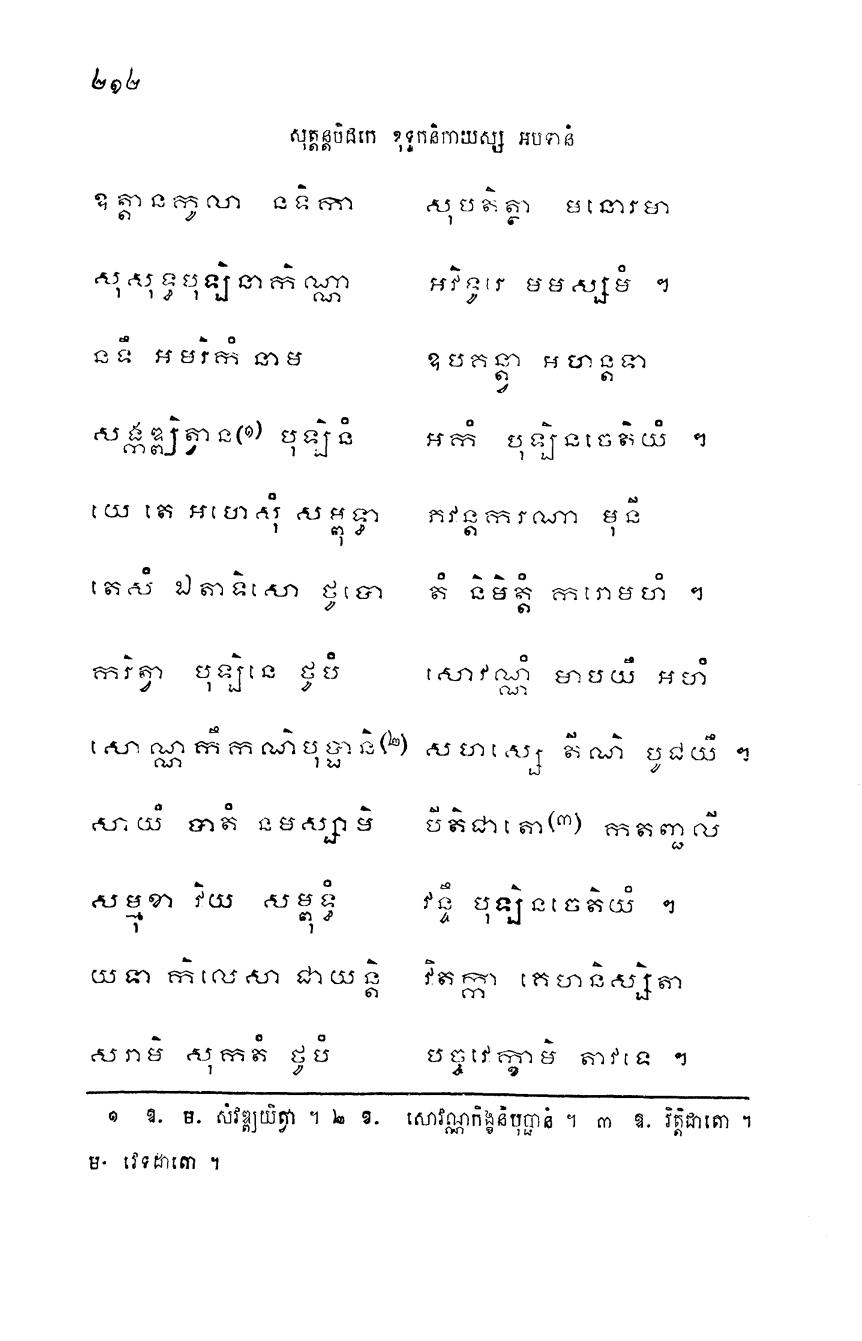 ២១២
សុត្តន្តបិដកេ ខុទ្ទកនិកាយស្ស អបទានំ
ឧត្តានកូលា នទិកា សុបតិត្ថា មនោរមា
សុសុទ្ធបុឡិនាកិណ្ណា អវិទូរេ មមស្សមំ ។
នទឹ អមរិកំ នាម ឧបគន្ត្វា អហន្តទា
សង្កឌ្ឍិត្វាន(១) បុឡិនំ អកំ បុឡិនចេតិយំ ។
យេ តេ អហេសុំ សម្ពុទ្ធា ភវន្តករណា មុនី
តេសំ ឯតាទិសោ ថូបោ តំ និមិត្តំ ករោមហំ ។
ករិត្វា បុឡិនេ ថូបំ សោវណ្ណំ មាបយឹ អហំ
សោណ្ណកឹកណិបុប្ផានិ(២) សហស្សេ តីណិ បូជយឹ ។
សាយំ បាតំ នមស្សាមិ បីតិជាតោ(៣) កតញ្ជលី
សម្មុខា វិយ សម្ពុទ្ធំ វន្ទឹ បុឡិនចេតិយំ ។
យទា កិលេសា ជាយន្តិ វិតក្កា គេហនិស្សិតា
សរាមិ សុកតំ ថូបំ បច្ចវេក្ខាមិ តាវទេ ។
១ ឱ. ម. សំវឌ្ឍយិត្វា ។ ២ ឱ. សោវណ្ណកិង្ខនិបុប្ផានំ ។ ៣ ឱ. វិត្តិជាតោ ។
ម. វេទជាតោ ។